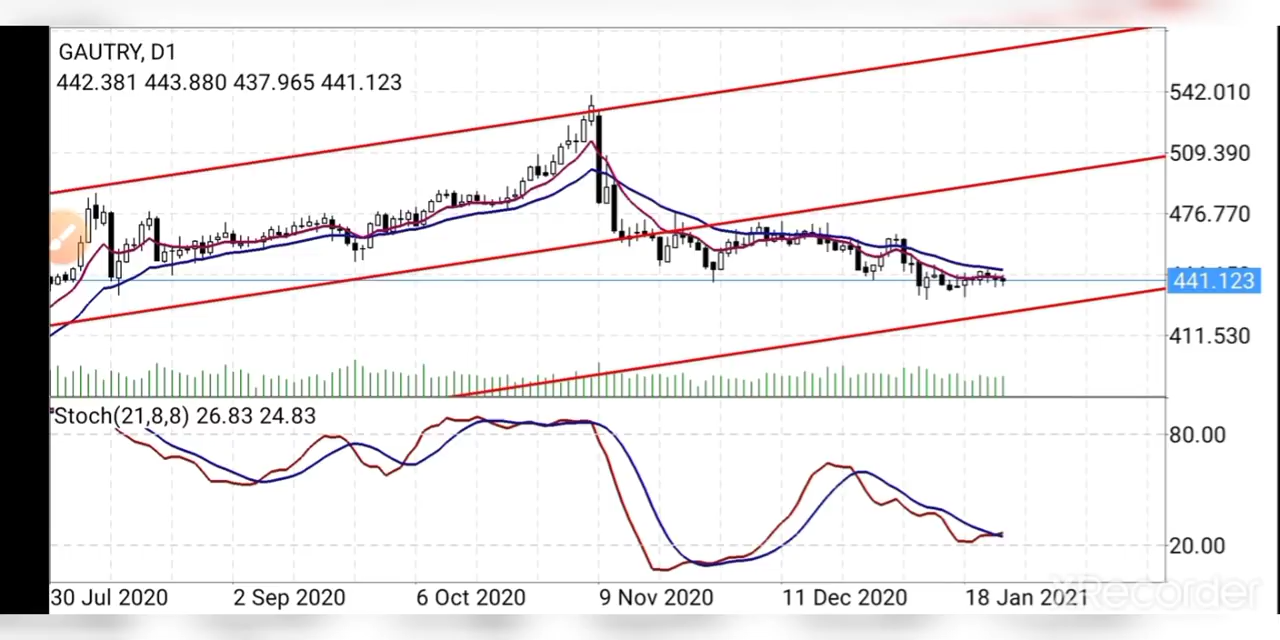 GAUTRY, D1
442.381 443.880 437.965 441.123
542.010
509.390
476.770
441.123
411.530
Stoch(21,8,8) 26.83 24.83
80.00
20.00
30 Jul 2020 2 Sep 2020 6 Oct 2020 9 Nov 2020 11 Dec 2020 18 Jan 2021
XRecorder